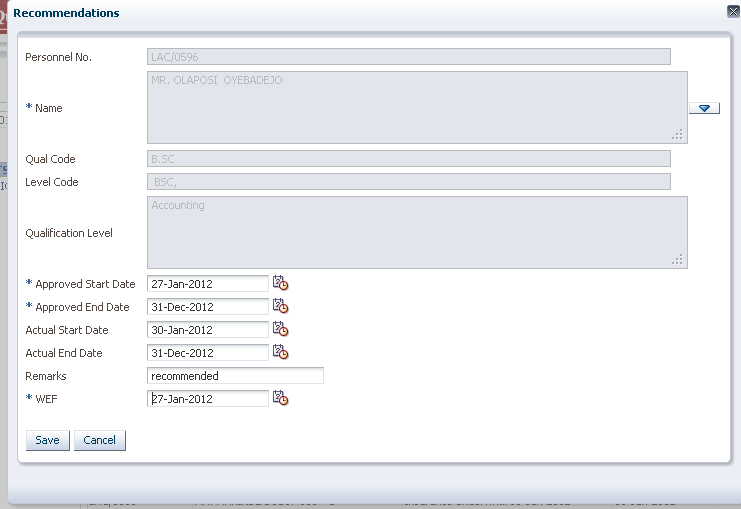 Recommendations
Personnel No. LAC/0596
* Name MR. OLAPOSI OYEBADEJO
Qual Code B.SC
Level Code BSC,
Qualification Level Accounting
* Approved Start Date 27-Jan-2012
* Approved End Date 31-Dec-2012
Actual Start Date 30-Jan-2012
Actual End Date 31-Dec-2012
Remarks recommended
* WEF 27-Jan-2012
Save Cancel